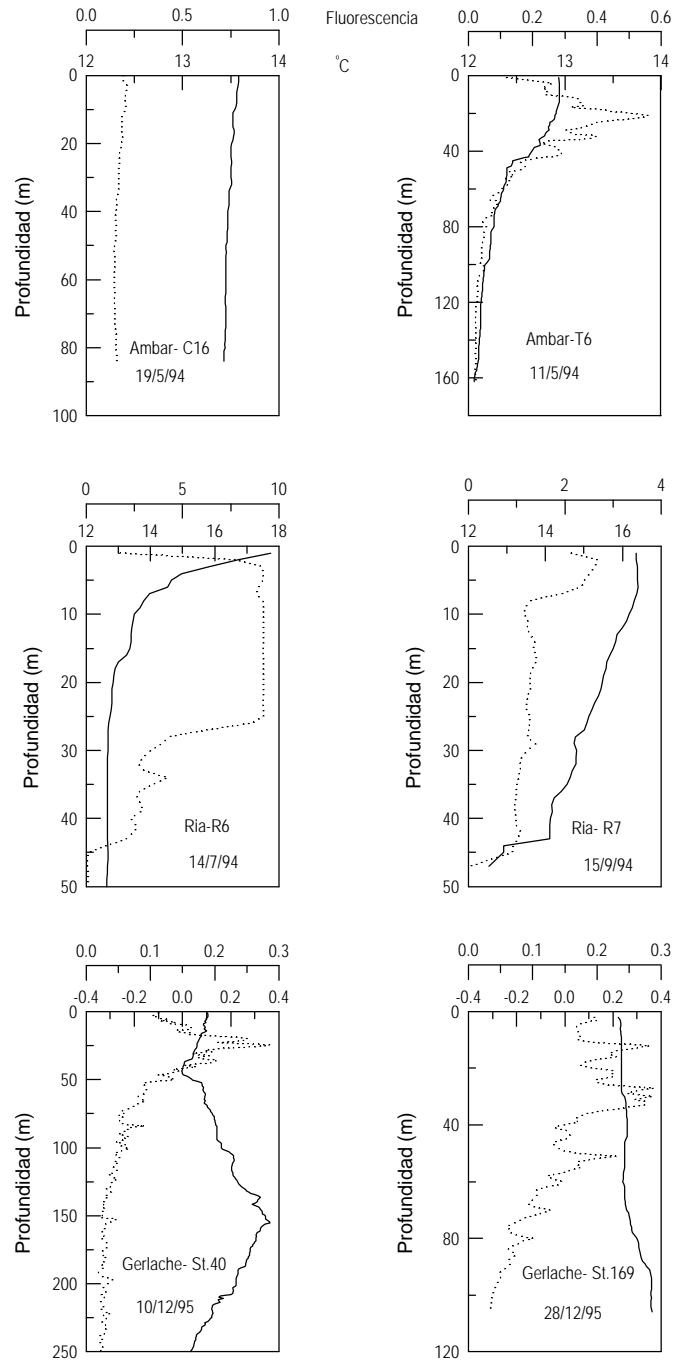 0.0 0.5 1.0 Fluorescencia 0 0.2 0.4 0.6
12 13 14 °C 12 13 14
0
20
40
60
80
100
Profundidad (m)
Ambar- C16
19/5/94
0
40
80
120
160
Profundidad (m)
Ambar-T6
11/5/94
0 5 10
12 14 16 18
0
10
20
30
40
50
Profundidad (m)
Ria-R6
14/7/94
0 2 4
12 14 16
0
10
20
30
40
50
Profundidad (m)
Ria- R7
15/9/94
0.0 0.1 0.2 0.3
-0.4 -0.2 0.0 0.2 0.4
0
50
100
150
200
250
Profundidad (m)
Gerlache- St.40
10/12/95
0.0 0.1 0.2 0.3
-0.4 -0.2 0.0 0.2 0.4
0
40
80
120
Profundidad (m)
Gerlache- St.169
28/12/95